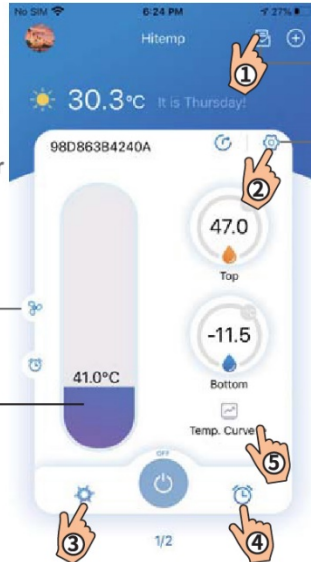 No SIM 6:24 PM 27%
Hitemp
①
30.3°C It is Thursday!
98D863B4240A
②
47.0
Top
-11.5
41.0°C
Bottom
Temp. Curve
⑤
OFF
③ ④
1/2